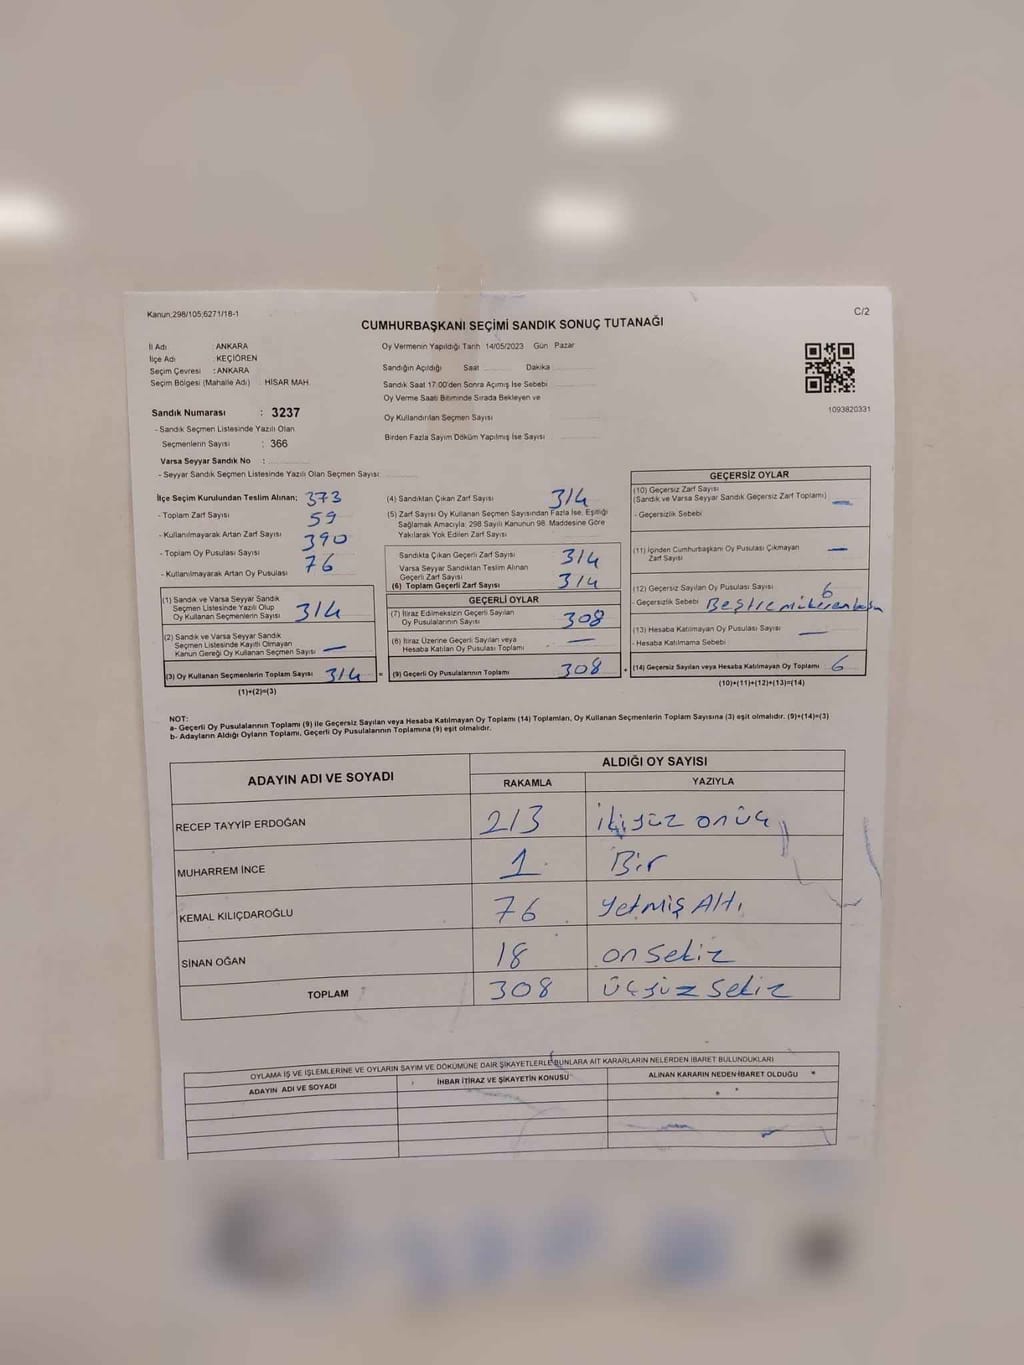 Kanun;298/105;6271/18-1
C/2
CUMHURBAŞKANI SEÇİMİ SANDIK SONUÇ TUTANAĞI
İl Adı : ANKARA
İlçe Adı : KEÇİÖREN
Seçim Çevresi : ANKARA
Seçim Bölgesi (Mahalle Adı) : HİSAR MAH.
Oy Vermenin Yapıldığı Tarih 14/05/2023 Gün Pazar
Sandığın Açıldığı Saat Dakika
Sandık Saat 17:00'den Sonra Açımış İse Sebebi
Oy Verme Saati Bitiminde Sırada Bekleyen ve
Oy Kullandırılan Seçmen Sayısı
Birden Fazla Sayım Döküm Yapılmış İse Sayısı
1093820331
Sandık Numarası : 3237
- Sandık Seçmen Listesinde Yazılı Olan
Seçmenlerin Sayısı : 366
Varsa Seyyar Sandık No :
- Seyyar Sandık Seçmen Listesinde Yazılı Olan Seçmen Sayısı:
İlçe Seçim Kurulundan Teslim Alınan; 373
- Toplam Zarf Sayısı 59
- Kullanılmayarak Artan Zarf Sayısı 390
- Toplam Oy Pusulası Sayısı 76
- Kullanılmayarak Artan Oy Pusulası
(1) Sandık ve Varsa Seyyar Sandık
Seçmen Listesinde Yazılı Olup
Oy Kullanan Seçmenlerin Sayısı 314
(2) Sandık ve Varsa Seyyar Sandık
Seçmen Listesinde Kayıtlı Olmayan
Kanun Gereği Oy Kullanan Seçmen Sayısı —
(3) Oy Kullanan Seçmenlerin Toplam Sayısı 314 =
(1)+(2)=(3)
(4) Sandıktan Çıkan Zarf Sayısı 314
(5) Zarf Sayısı Oy Kullanan Seçmen Sayısından Fazla İse, Eşitliği
Sağlamak Amacıyla; 298 Sayılı Kanunun 98. Maddesine Göre
Yakılarak Yok Edilen Zarf Sayısı
Sandıkta Çıkan Geçerli Zarf Sayısı 314
Varsa Seyyar Sandıktan Teslim Alınan
Geçerli Zarf Sayısı
(6) Toplam Geçerli Zarf Sayısı 314
GEÇERLİ OYLAR
(7) İtiraz Edilmeksizin Geçerli Sayılan
Oy Pusulalarının Sayısı 308
(8) İtiraz Üzerine Geçerli Sayılan veya
Hesaba Katılan Oy Pusulası Toplamı —
(9) Geçerli Oy Pusulalarının Toplamı 308 +
GEÇERSİZ OYLAR
(10) Geçersiz Zarf Sayısı
(Sandık ve Varsa Seyyar Sandık Geçersiz Zarf Toplamı) —
- Geçersizlik Sebebi
(11) İçinden Cumhurbaşkanı Oy Pusulası Çıkmayan
Zarf Sayısı —
(12) Geçersiz Sayılan Oy Pusulası Sayısı 6
- Geçersizlik Sebebi
(13) Hesaba Katılmayan Oy Pusulası Sayısı —
- Hesaba Katılmama Sebebi
(14) Geçersiz Sayılan veya Hesaba Katılmayan Oy Toplamı : 6
(10)+(11)+(12)+(13)=(14)
NOT:
a- Geçerli Oy Pusulalarının Toplamı (9) ile Geçersiz Sayılan veya Hesaba Katılmayan Oy Toplamı (14) Toplamları, Oy Kullanan Seçmenlerin Toplam Sayısına (3) eşit olmalıdır. (9)+(14)=(3)
b- Adayların Aldığı Oyların Toplamı, Geçerli Oy Pusulalarının Toplamına (9) eşit olmalıdır.
ADAYIN ADI VE SOYADI
ALDIĞI OY SAYISI
RAKAMLA YAZIYLA
RECEP TAYYİP ERDOĞAN 213 ikiyüz onüç
MUHARREM İNCE 1 Bir
KEMAL KILIÇDAROĞLU 76 Yetmiş Altı
SİNAN OĞAN 18 on sekiz
TOPLAM 308 üçyüz sekiz
OYLAMA İŞ VE İŞLEMLERİNE VE OYLARIN SAYIM VE DÖKÜMÜNE DAİR ŞİKAYETLERLE BUNLARA AİT KARARLARIN NELERDEN İBARET BULUNDUKLARI
ADAYIN ADI VE SOYADI İHBAR İTİRAZ VE ŞİKAYETİN KONUSU ALINAN KARARIN NEDEN İBARET OLDUĞU